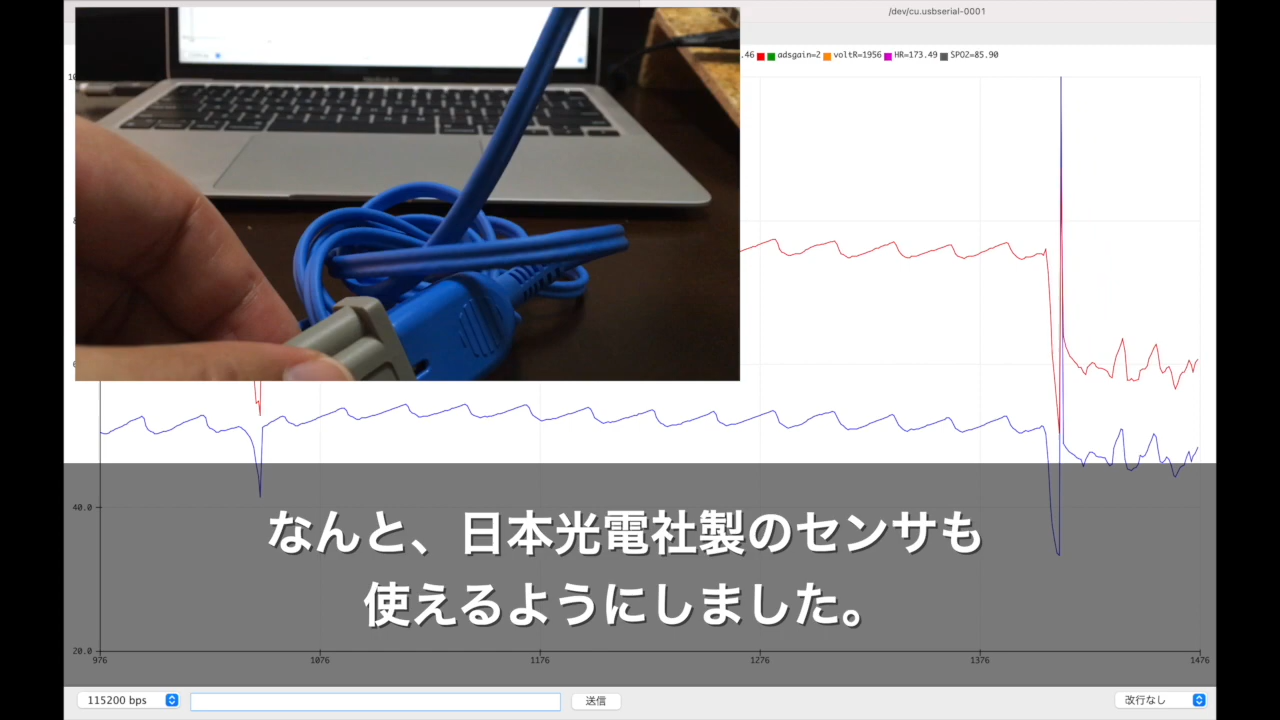 /dev/cu.usbserial-0001
.46 adsgain=2 voltR=1956 HR=173.49 SPO2=85.90
なんと、日本光電社製のセンサも
使えるようにしました。
40.0
20.0
976 1076 1176 1276 1376 1476
115200 bps 送信 改行なし